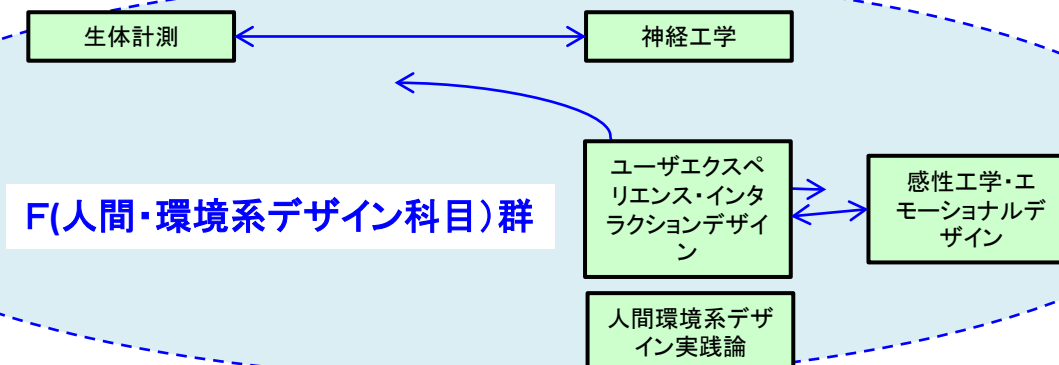 生体計測
神経工学
ユーザエクスペ
リエンス・インタ
ラクションデザイ
ン
感性工学・エ
モーショナルデ
ザイン
F(人間・環境系デザイン科目）群
人間環境系デザ
イン実践論